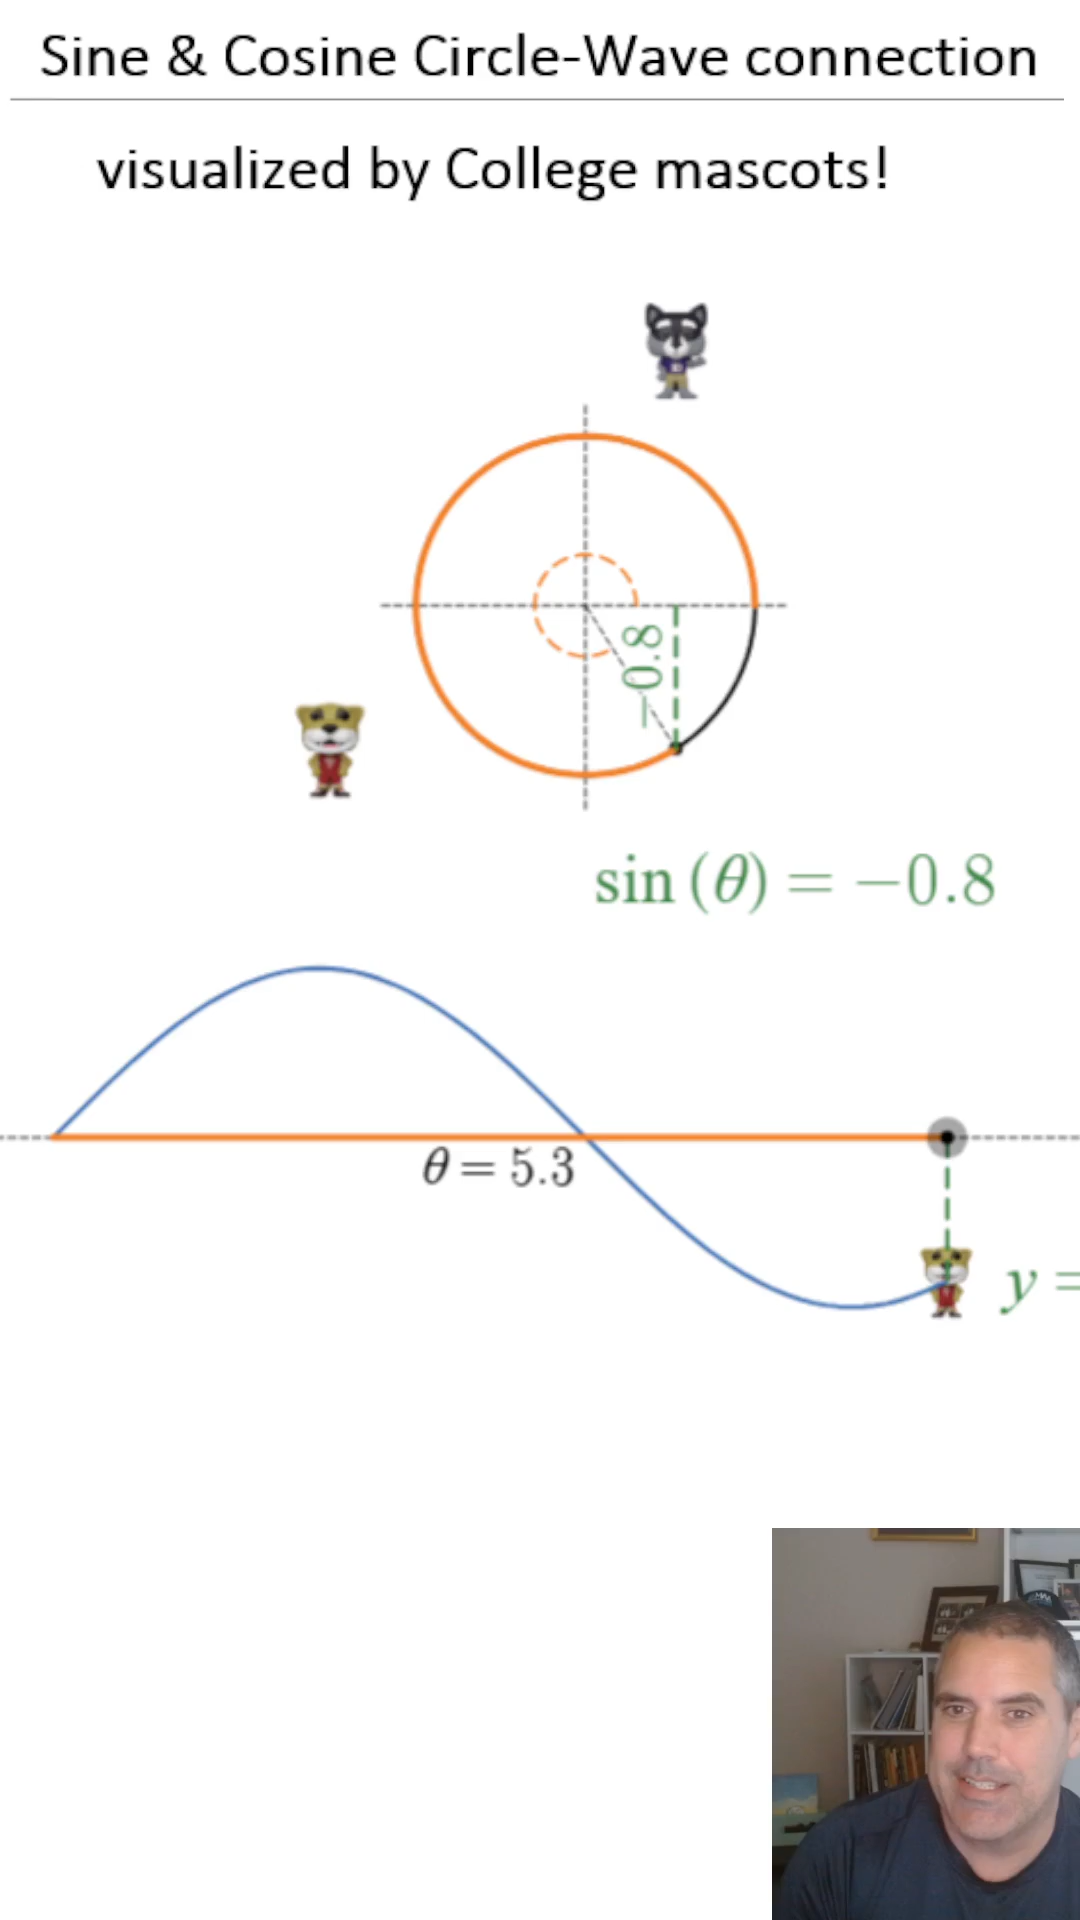 Sine & Cosine Circle-Wave connection
visualized by College mascots!
−0.8
sin (θ) = −0.8
θ = 5.3
y =